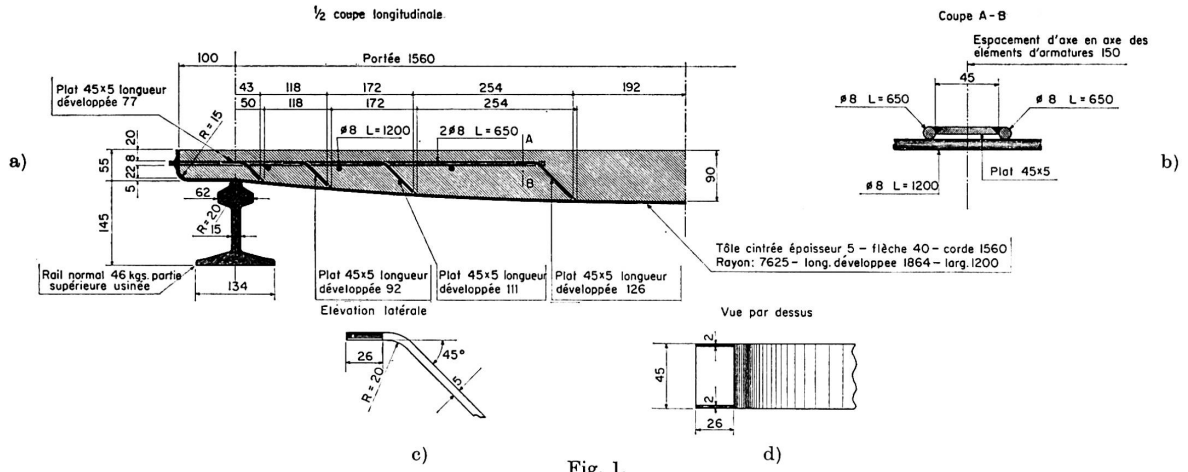 ½ coupe longitudinale
Coupe A-B
Espacement d'axe en axe des
éléments d'armatures 150
100
Portée 1560
45
Plat 45×5 longueur
développée 77
43
118
172
254
192
50
118
172
254
R=15
ø8 L=1200
2ø8 L=650
A
B
ø8 L=650
ø8 L=650
ø8 L=1200
Plat 45×5
a)
b)
20
55
8
22
5
145
90
62
R=20
15
Rail normal 46 kgs. partie
supérieure usinée
134
Plat 45×5 longueur
développée 92
Plat 45×5 longueur
développée 111
Plat 45×5 longueur
développée 126
Tôle cintrée épaisseur 5 – flèche 40 – corde 1560
Rayon: 7625 – long. développee 1864 – larg. 1200
Elévation latérale
Vue par dessus
26
R=20
45°
5
45
2
2
26
c)
d)
Fig. 1.